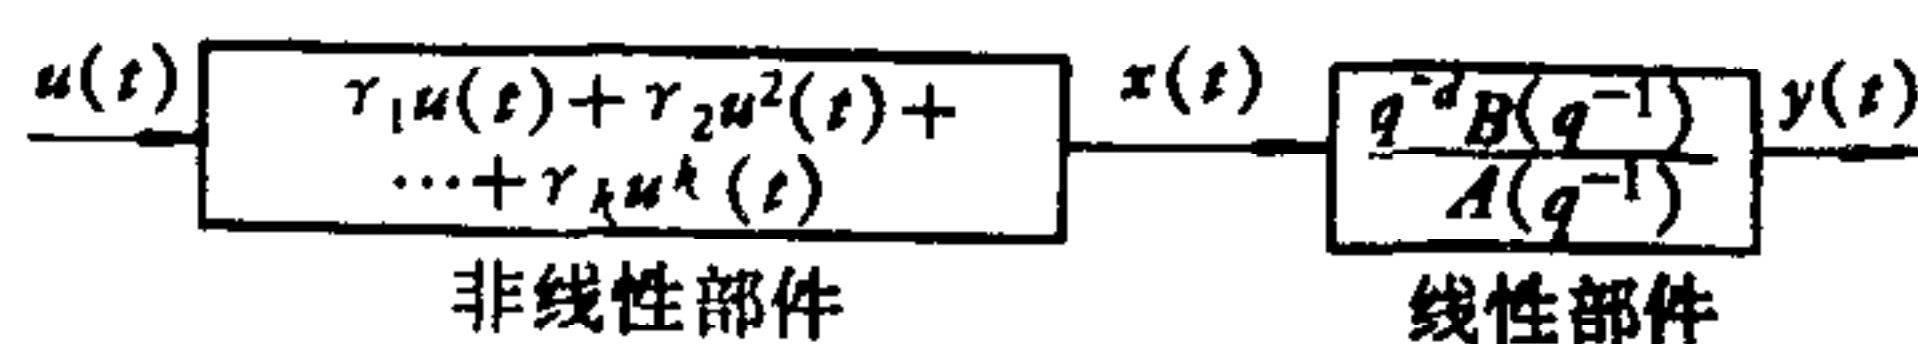 u(t)
γ₁u(t)+γ₂u²(t)+
…+γₖuᵏ(t)
x(t)
q⁻ᵈB(q⁻¹)
A(q⁻¹)
y(t)
非线性部件
线性部件